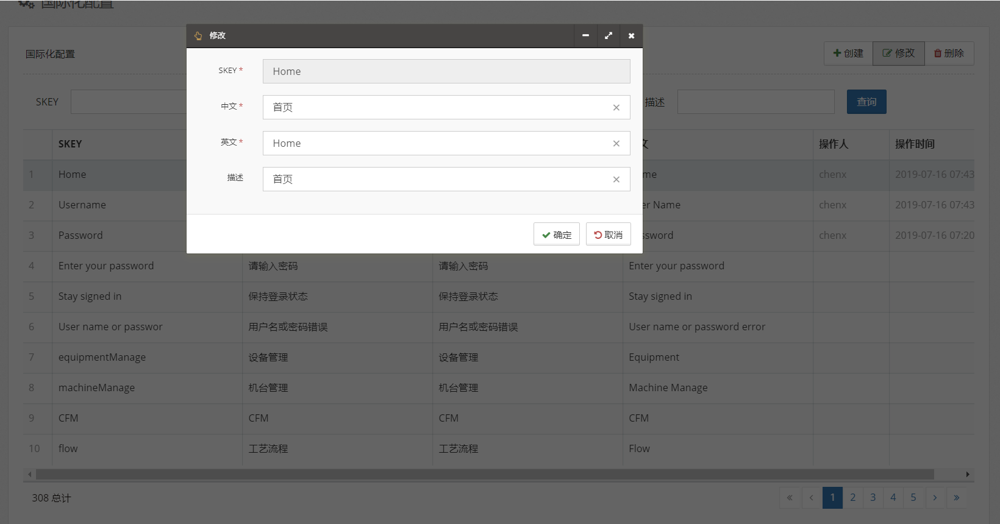 国际化配置
修改
国际化配置
创建 修改 删除
SKEY * Home
中文 * 首页
英文 * Home
描述 首页
确定 取消
SKEY 描述 查询
SKEY 文 操作人 操作时间
1 Home me chenx 2019-07-16 07:43
2 Username er Name chenx 2019-07-16 07:43
3 Password ssword chenx 2019-07-16 07:20
4 Enter your password 请输入密码 请输入密码 Enter your password
5 Stay signed in 保持登录状态 保持登录状态 Stay signed in
6 User name or passwor 用户名或密码错误 用户名或密码错误 User name or password error
7 equipmentManage 设备管理 设备管理 Equipment
8 machineManage 机台管理 机台管理 Machine Manage
9 CFM CFM CFM CFM
10 flow 工艺流程 工艺流程 Flow
308 总计 « ‹ 1 2 3 4 5 › »